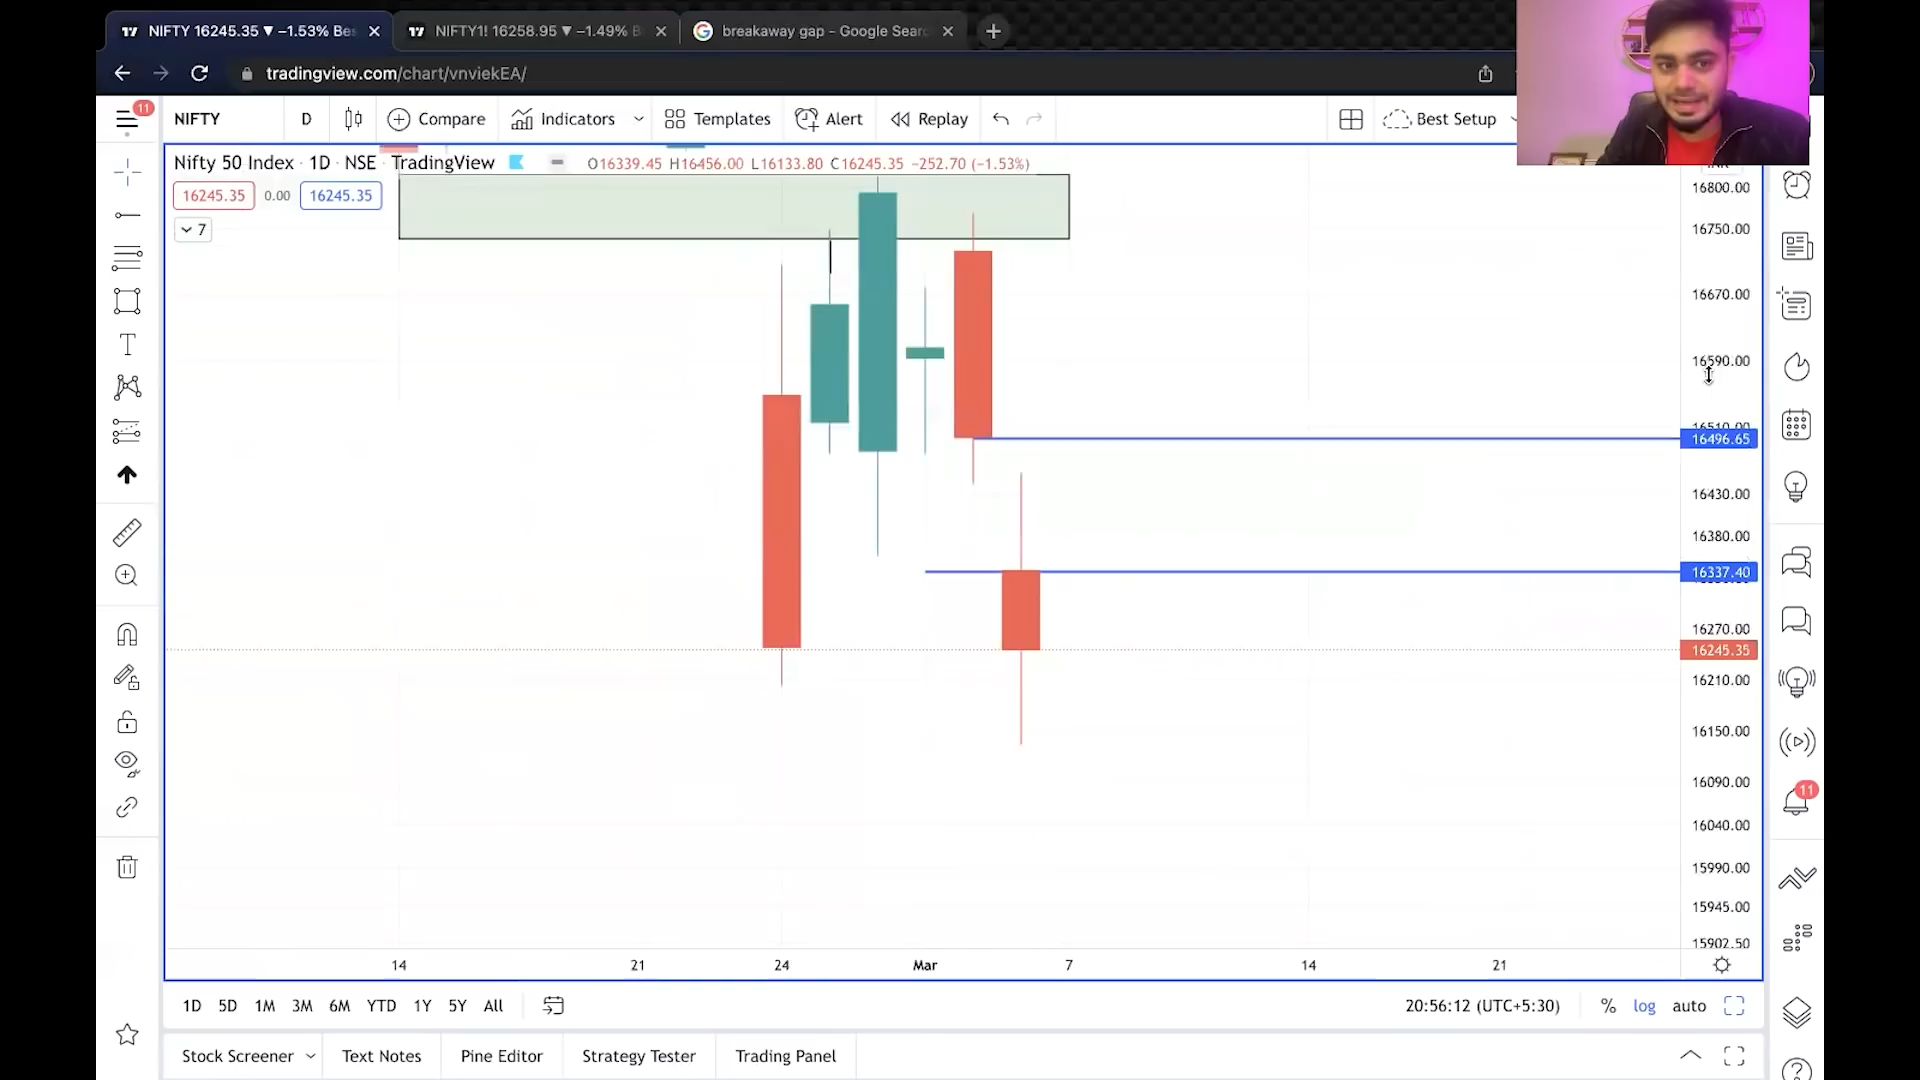 NIFTY 16245.35 ▼ −1.53% Be
NIFTY1! 16258.95 ▼ −1.49% B
breakaway gap - Google Sear
tradingview.com/chart/vnviekEA/
11
NIFTY
D
Compare
Indicators
Templates
Alert
Replay
Best Setup
Nifty 50 Index · 1D · NSE · TradingView
O16339.45 H16456.00 L16133.80 C16245.35 −252.70 (−1.53%)
16245.35
0.00
16245.35
7
16800.00
16750.00
16670.00
16590.00
16496.65
16430.00
16380.00
16337.40
16270.00
16245.35
16210.00
16150.00
16090.00
16040.00
15990.00
15945.00
15902.50
11
14
21
24
Mar
7
14
21
1D 5D 1M 3M 6M YTD 1Y 5Y All
20:56:12 (UTC+5:30)
% log auto
Stock Screener
Text Notes
Pine Editor
Strategy Tester
Trading Panel